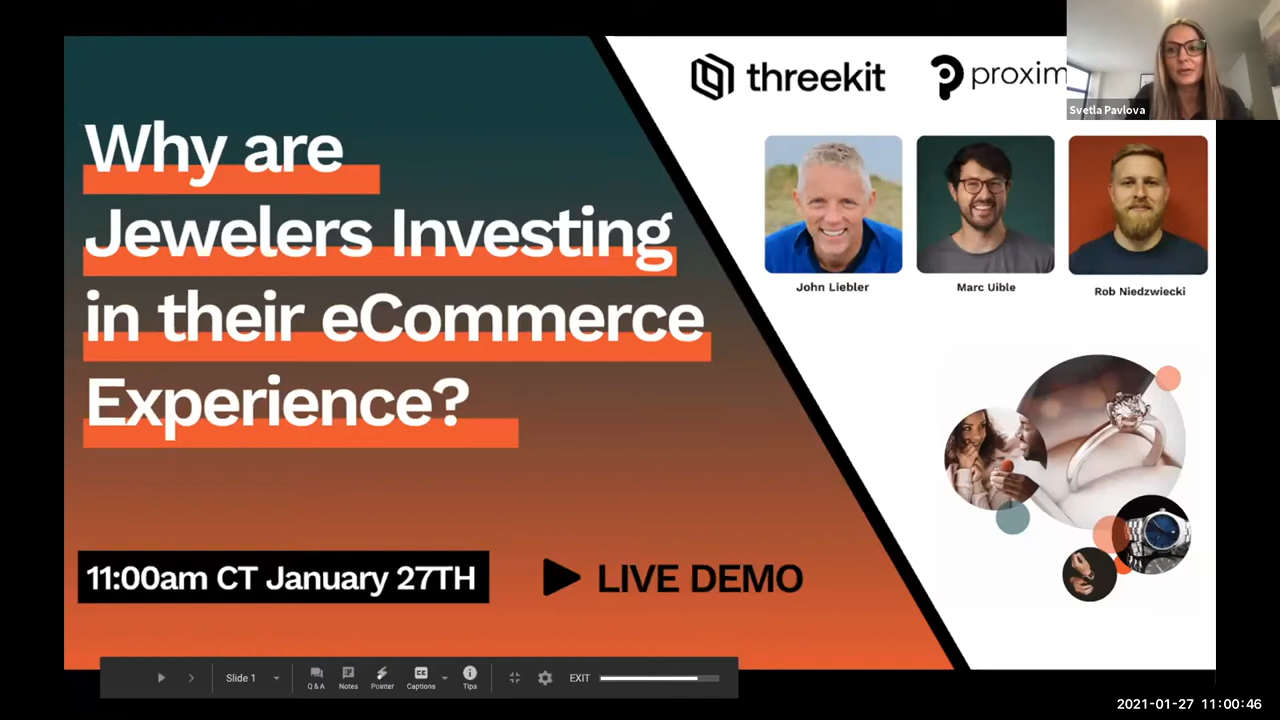 threekit
proxim
Svetla Pavlova
Why are
Jewelers Investing
in their eCommerce
Experience?
John Liebler
Marc Uible
Rob Niedzwiecki
11:00am CT January 27TH
LIVE DEMO
Slide 1
Q & A
Notes
Pointer
Captions
Tips
EXIT
2021-01-27 11:00:46